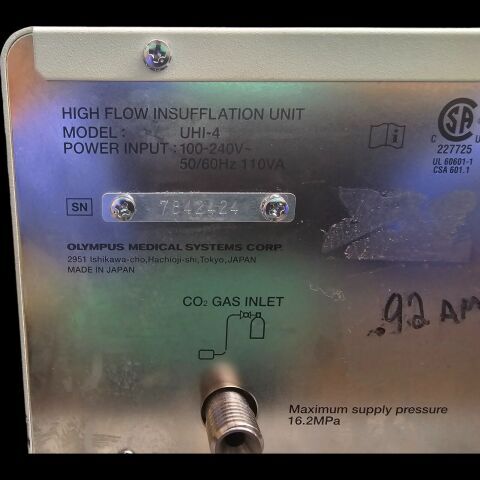 HIGH FLOW INSUFFLATION UNIT
MODEL : UHI-4
POWER INPUT : 100-240V~
50/60Hz 110VA
SN 7842424
OLYMPUS MEDICAL SYSTEMS CORP.
2951 Ishikawa-cho,Hachioji-shi,Tokyo,JAPAN
MADE IN JAPAN
C SA U
227725
UL 60601-1
CSA 601.1
CO₂ GAS INLET
.92 AM
Maximum supply pressure
16.2MPa